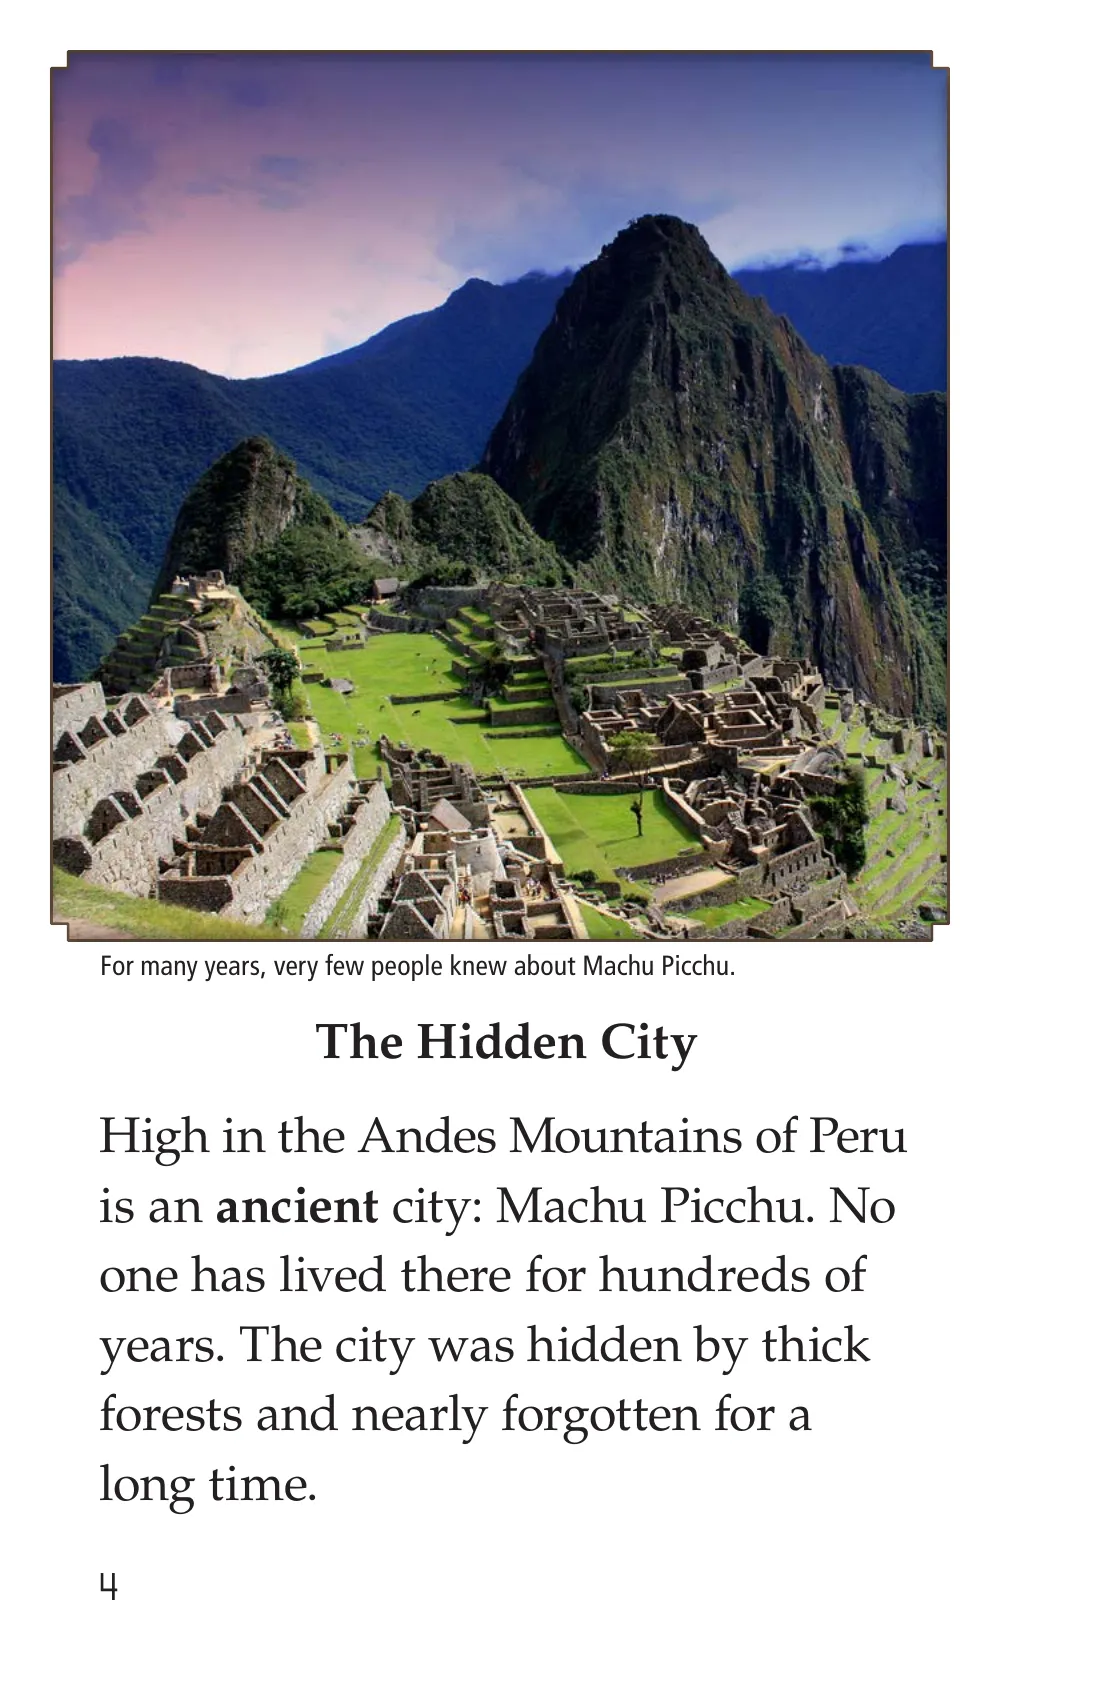 For many years, very few people knew about Machu Picchu.
The Hidden City
High in the Andes Mountains of Peru
is an ancient city: Machu Picchu. No
one has lived there for hundreds of
years. The city was hidden by thick
forests and nearly forgotten for a
long time.
4